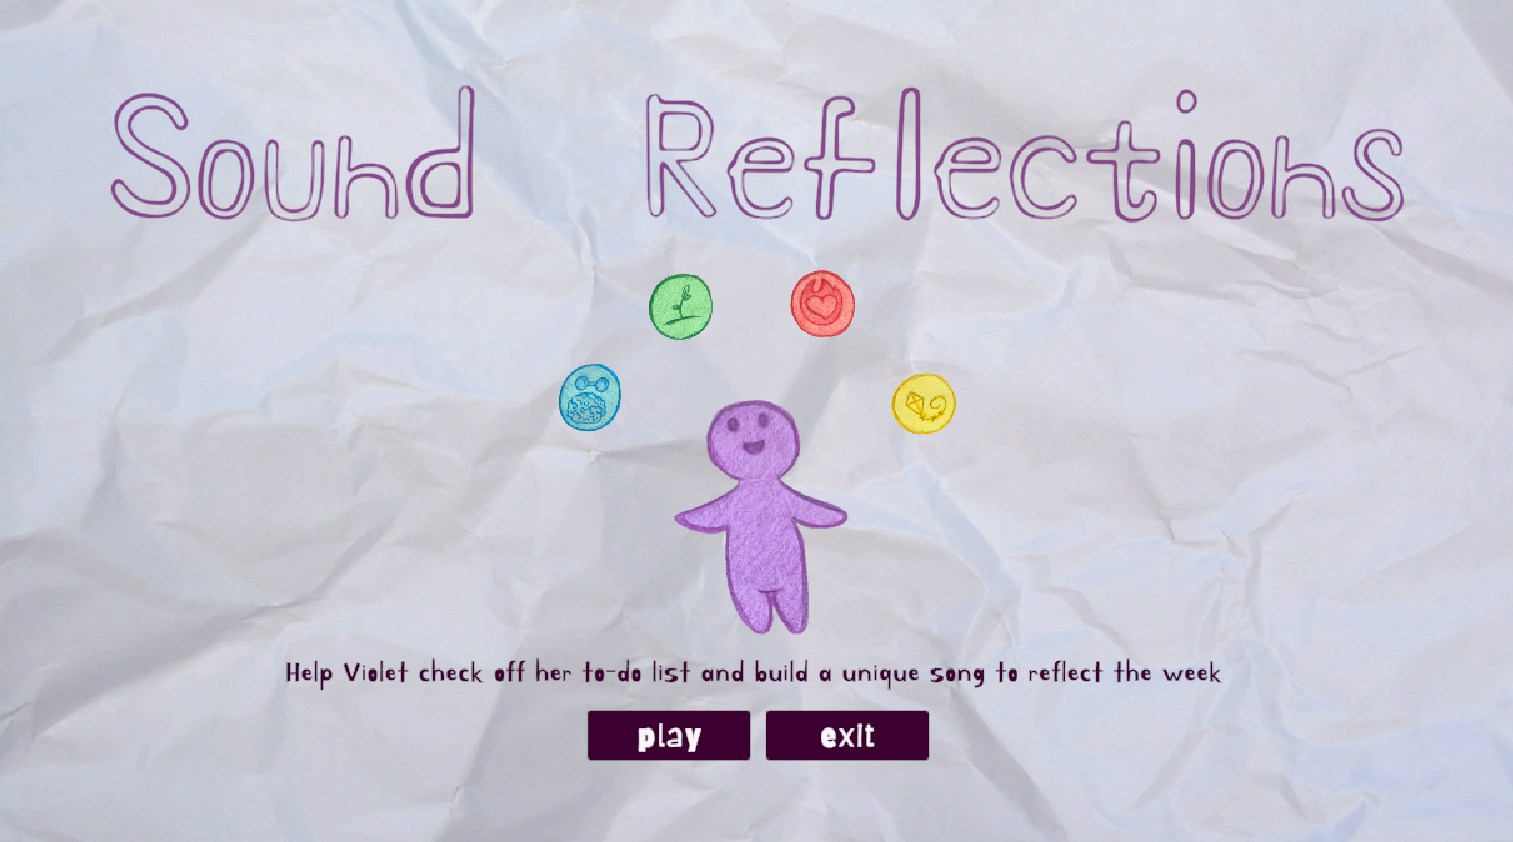 Sound Reflections
Help Violet check off her to-do list and build a unique song to reflect the week
play exit